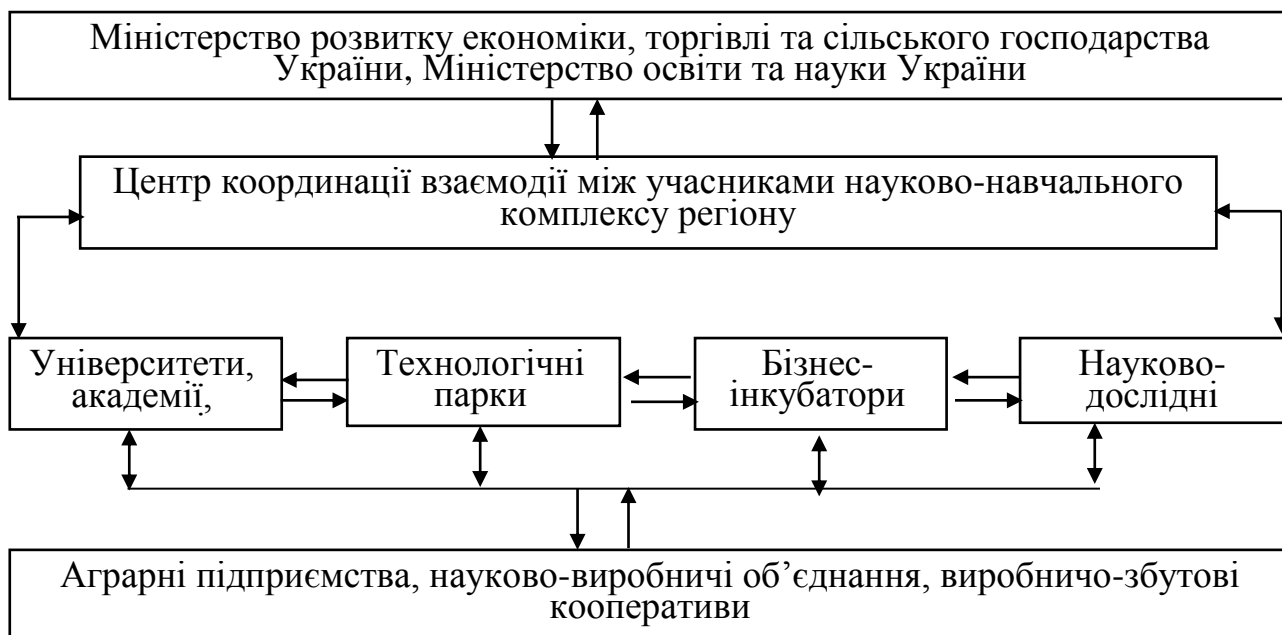 Міністерство розвитку економіки, торгівлі та сільського господарства
України, Міністерство освіти та науки України
Центр координації взаємодії між учасниками науково-навчального
комплексу регіону
Університети,
академії,
Технологічні
парки
Бізнес-
інкубатори
Науково-
дослідні
Аграрні підприємства, науково-виробничі об’єднання, виробничо-збутові
кооперативи